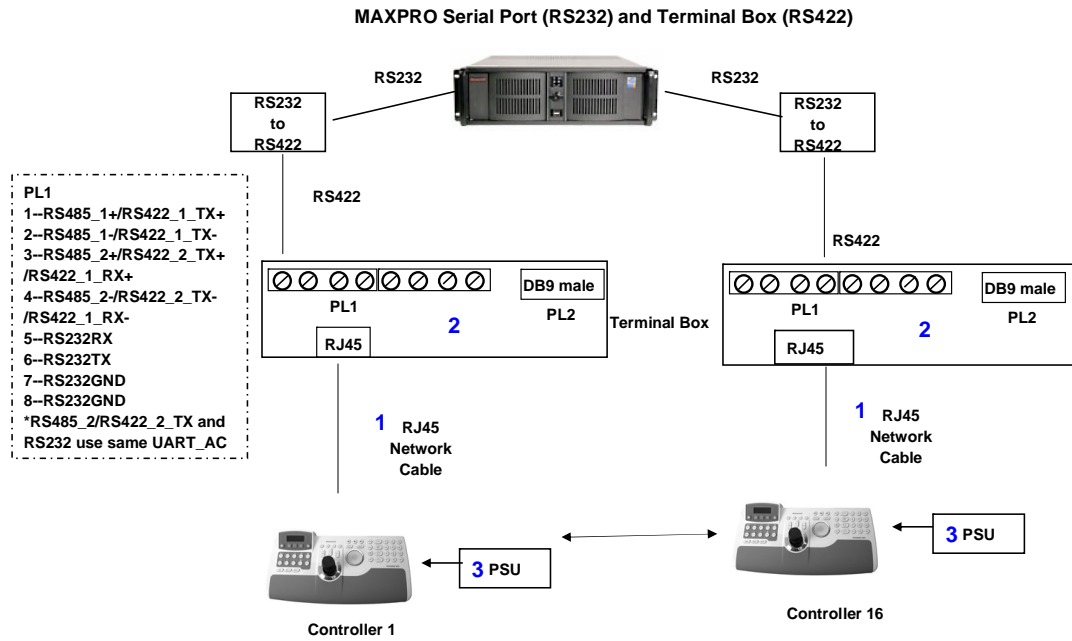 MAXPRO Serial Port (RS232) and Terminal Box (RS422)
RS232
RS232
RS232
to
RS422
RS232
to
RS422
RS422
RS422
PL1
1--RS485_1+/RS422_1_TX+
2--RS485_1-/RS422_1_TX-
3--RS485_2+/RS422_2_TX+
/RS422_1_RX+
4--RS485_2-/RS422_2_TX-
/RS422_1_RX-
5--RS232RX
6--RS232TX
7--RS232GND
8--RS232GND
*RS485_2/RS422_2_TX and
RS232 use same UART_AC
PL1
2
DB9 male
PL2
RJ45
Terminal Box
PL1
2
DB9 male
PL2
RJ45
1 RJ45
Network
Cable
1 RJ45
Network
Cable
3 PSU
3 PSU
Controller 1
Controller 16